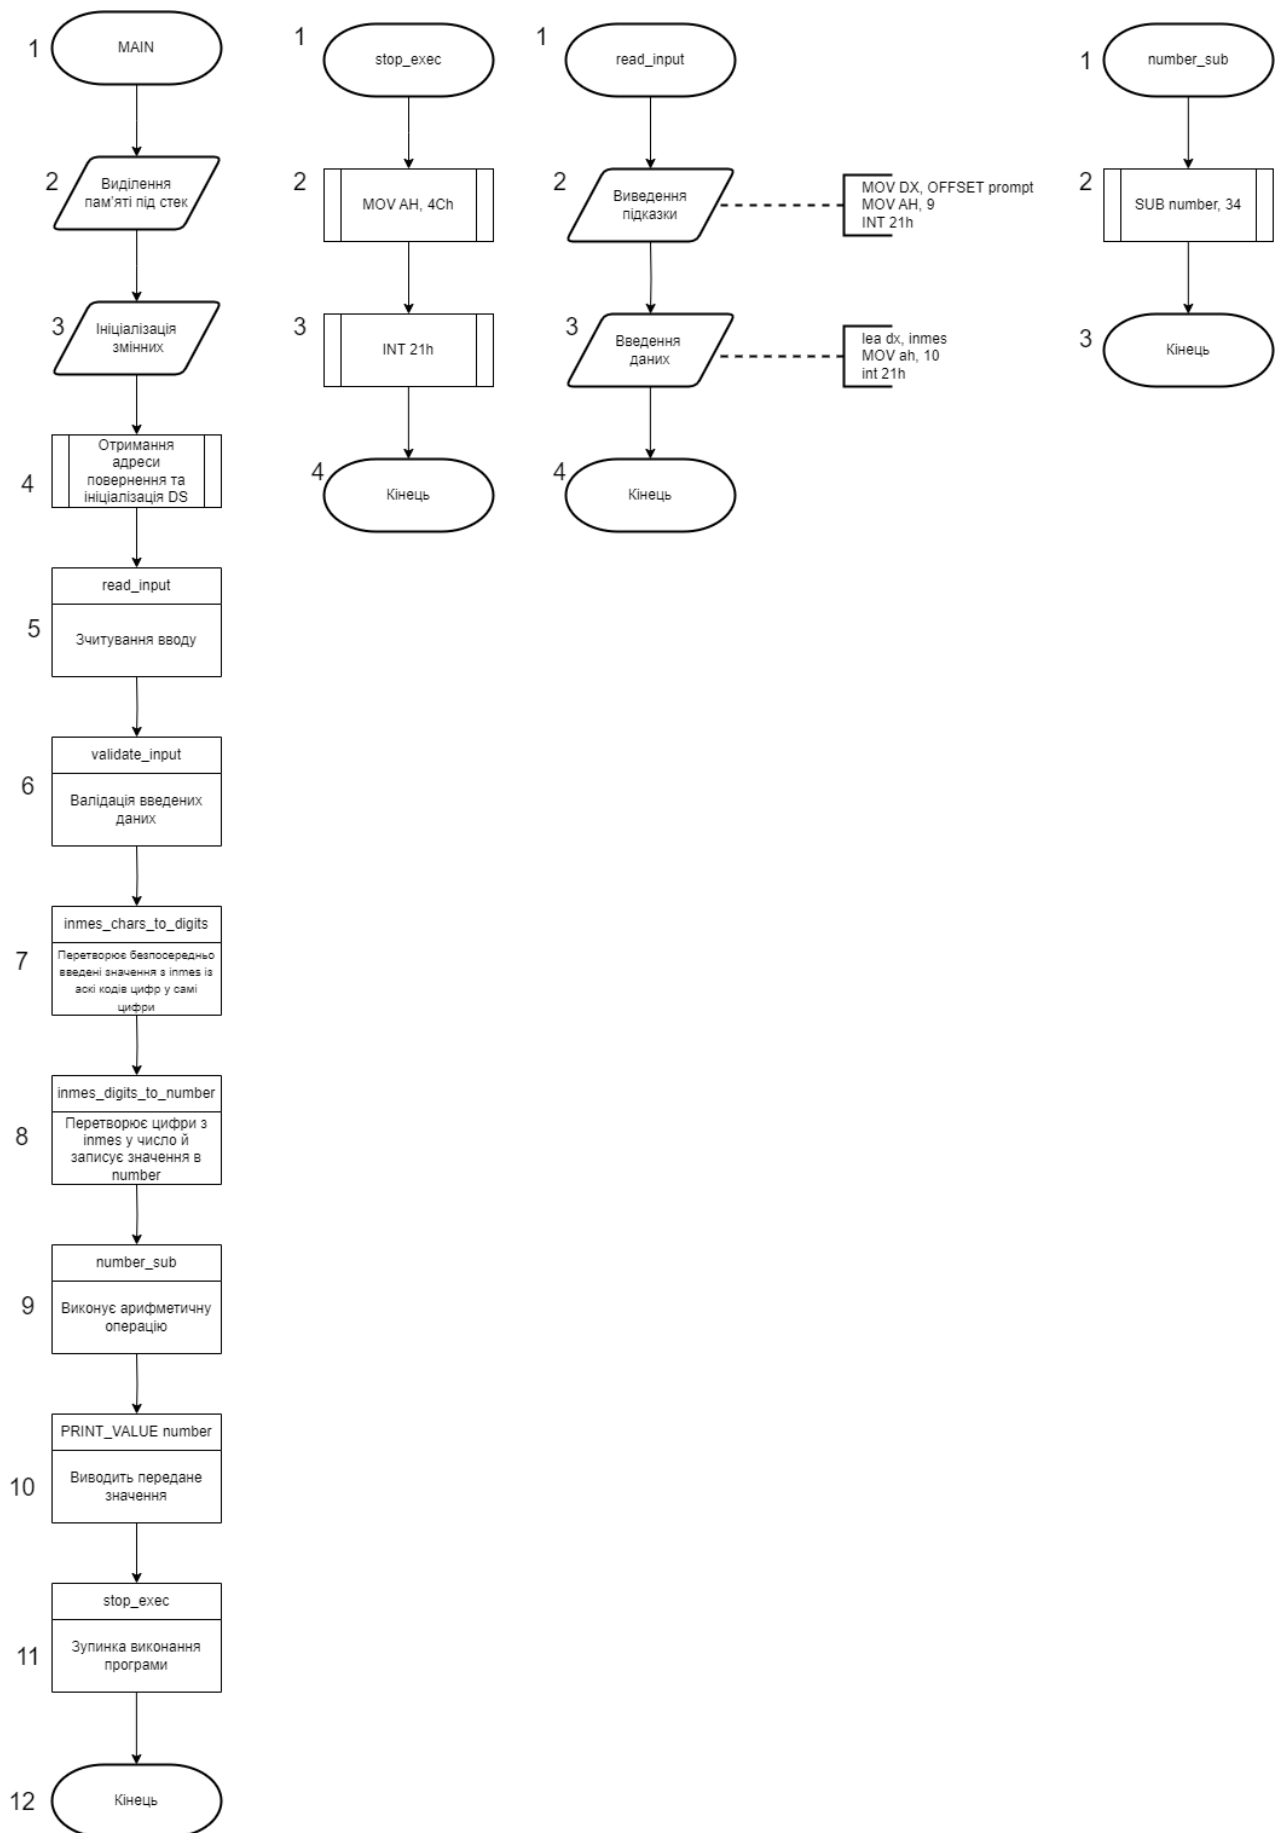 1
MAIN
2
Виділення
пам'яті під стек
3
Ініціалізація
змінних
4
Отримання
адреси
повернення та
ініціалізація DS
5
read_input
Зчитування вводу
6
validate_input
Валідація введених
даних
7
inmes_chars_to_digits
Перетворює безпосередньо
введені значення з inmes із
аскі кодів цифр у самі
цифри
8
inmes_digits_to_number
Перетворює цифри з
inmes у число й
записує значення в
number
9
number_sub
Виконує арифметичну
операцію
10
PRINT_VALUE number
Виводить передане
значення
11
stop_exec
Зупинка виконання
програми
12
Кінець
1
stop_exec
2
MOV AH, 4Ch
3
INT 21h
4
Кінець
1
read_input
2
Виведення
підказки
MOV DX, OFFSET prompt
MOV AH, 9
INT 21h
3
Введення
даних
lea dx, inmes
MOV ah, 10
int 21h
4
Кінець
1
number_sub
2
SUB number, 34
3
Кінець